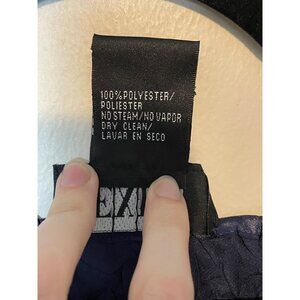 100%POLYESTER/
POLIESTER
NO STEAM/NO VAPOR
DRY CLEAN/
LAVAR EN SECO